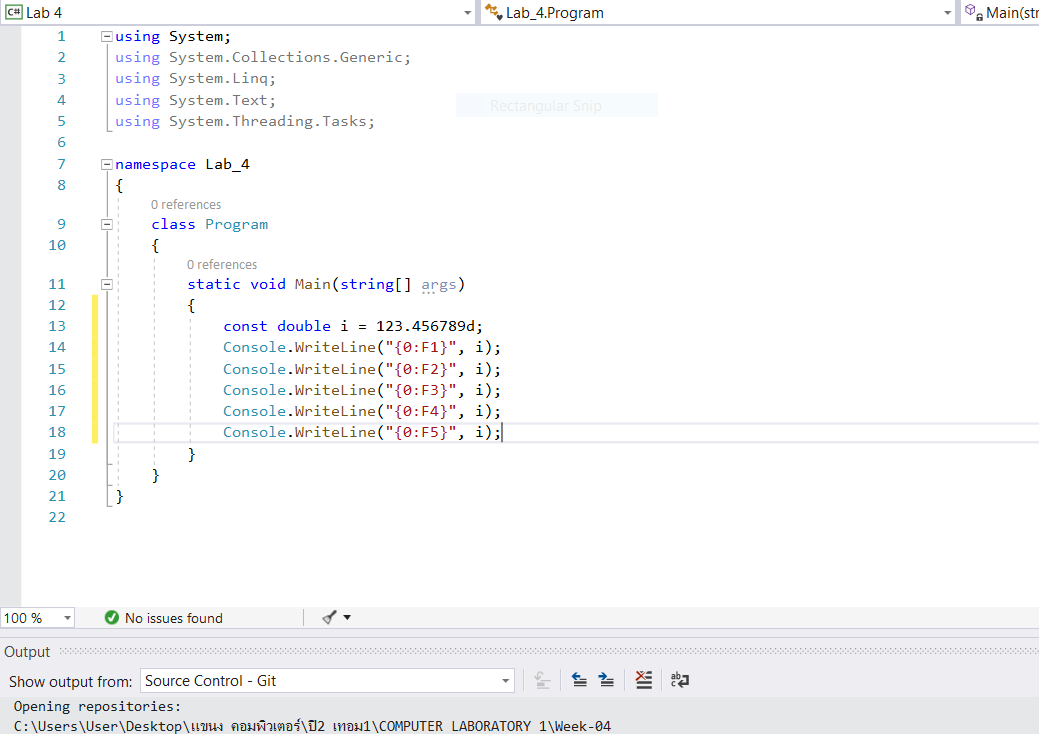 C# Lab 4 Lab_4.Program Main(str
1 using System;
2 using System.Collections.Generic;
3 using System.Linq;
4 using System.Text;
Rectangular Snip
5 using System.Threading.Tasks;
6
7 namespace Lab_4
8 {
0 references
9 class Program
10 {
0 references
11 static void Main(string[] args)
12 {
13 const double i = 123.456789d;
14 Console.WriteLine("{0:F1}", i);
15 Console.WriteLine("{0:F2}", i);
16 Console.WriteLine("{0:F3}", i);
17 Console.WriteLine("{0:F4}", i);
18 Console.WriteLine("{0:F5}", i);
19 }
20 }
21 }
22
100 % No issues found
Output
Show output from: Source Control - Git
Opening repositories:
C:\Users\User\Desktop\แขนง คอมพิวเตอร์\ปี2 เทอม1\COMPUTER LABORATORY 1\Week-04